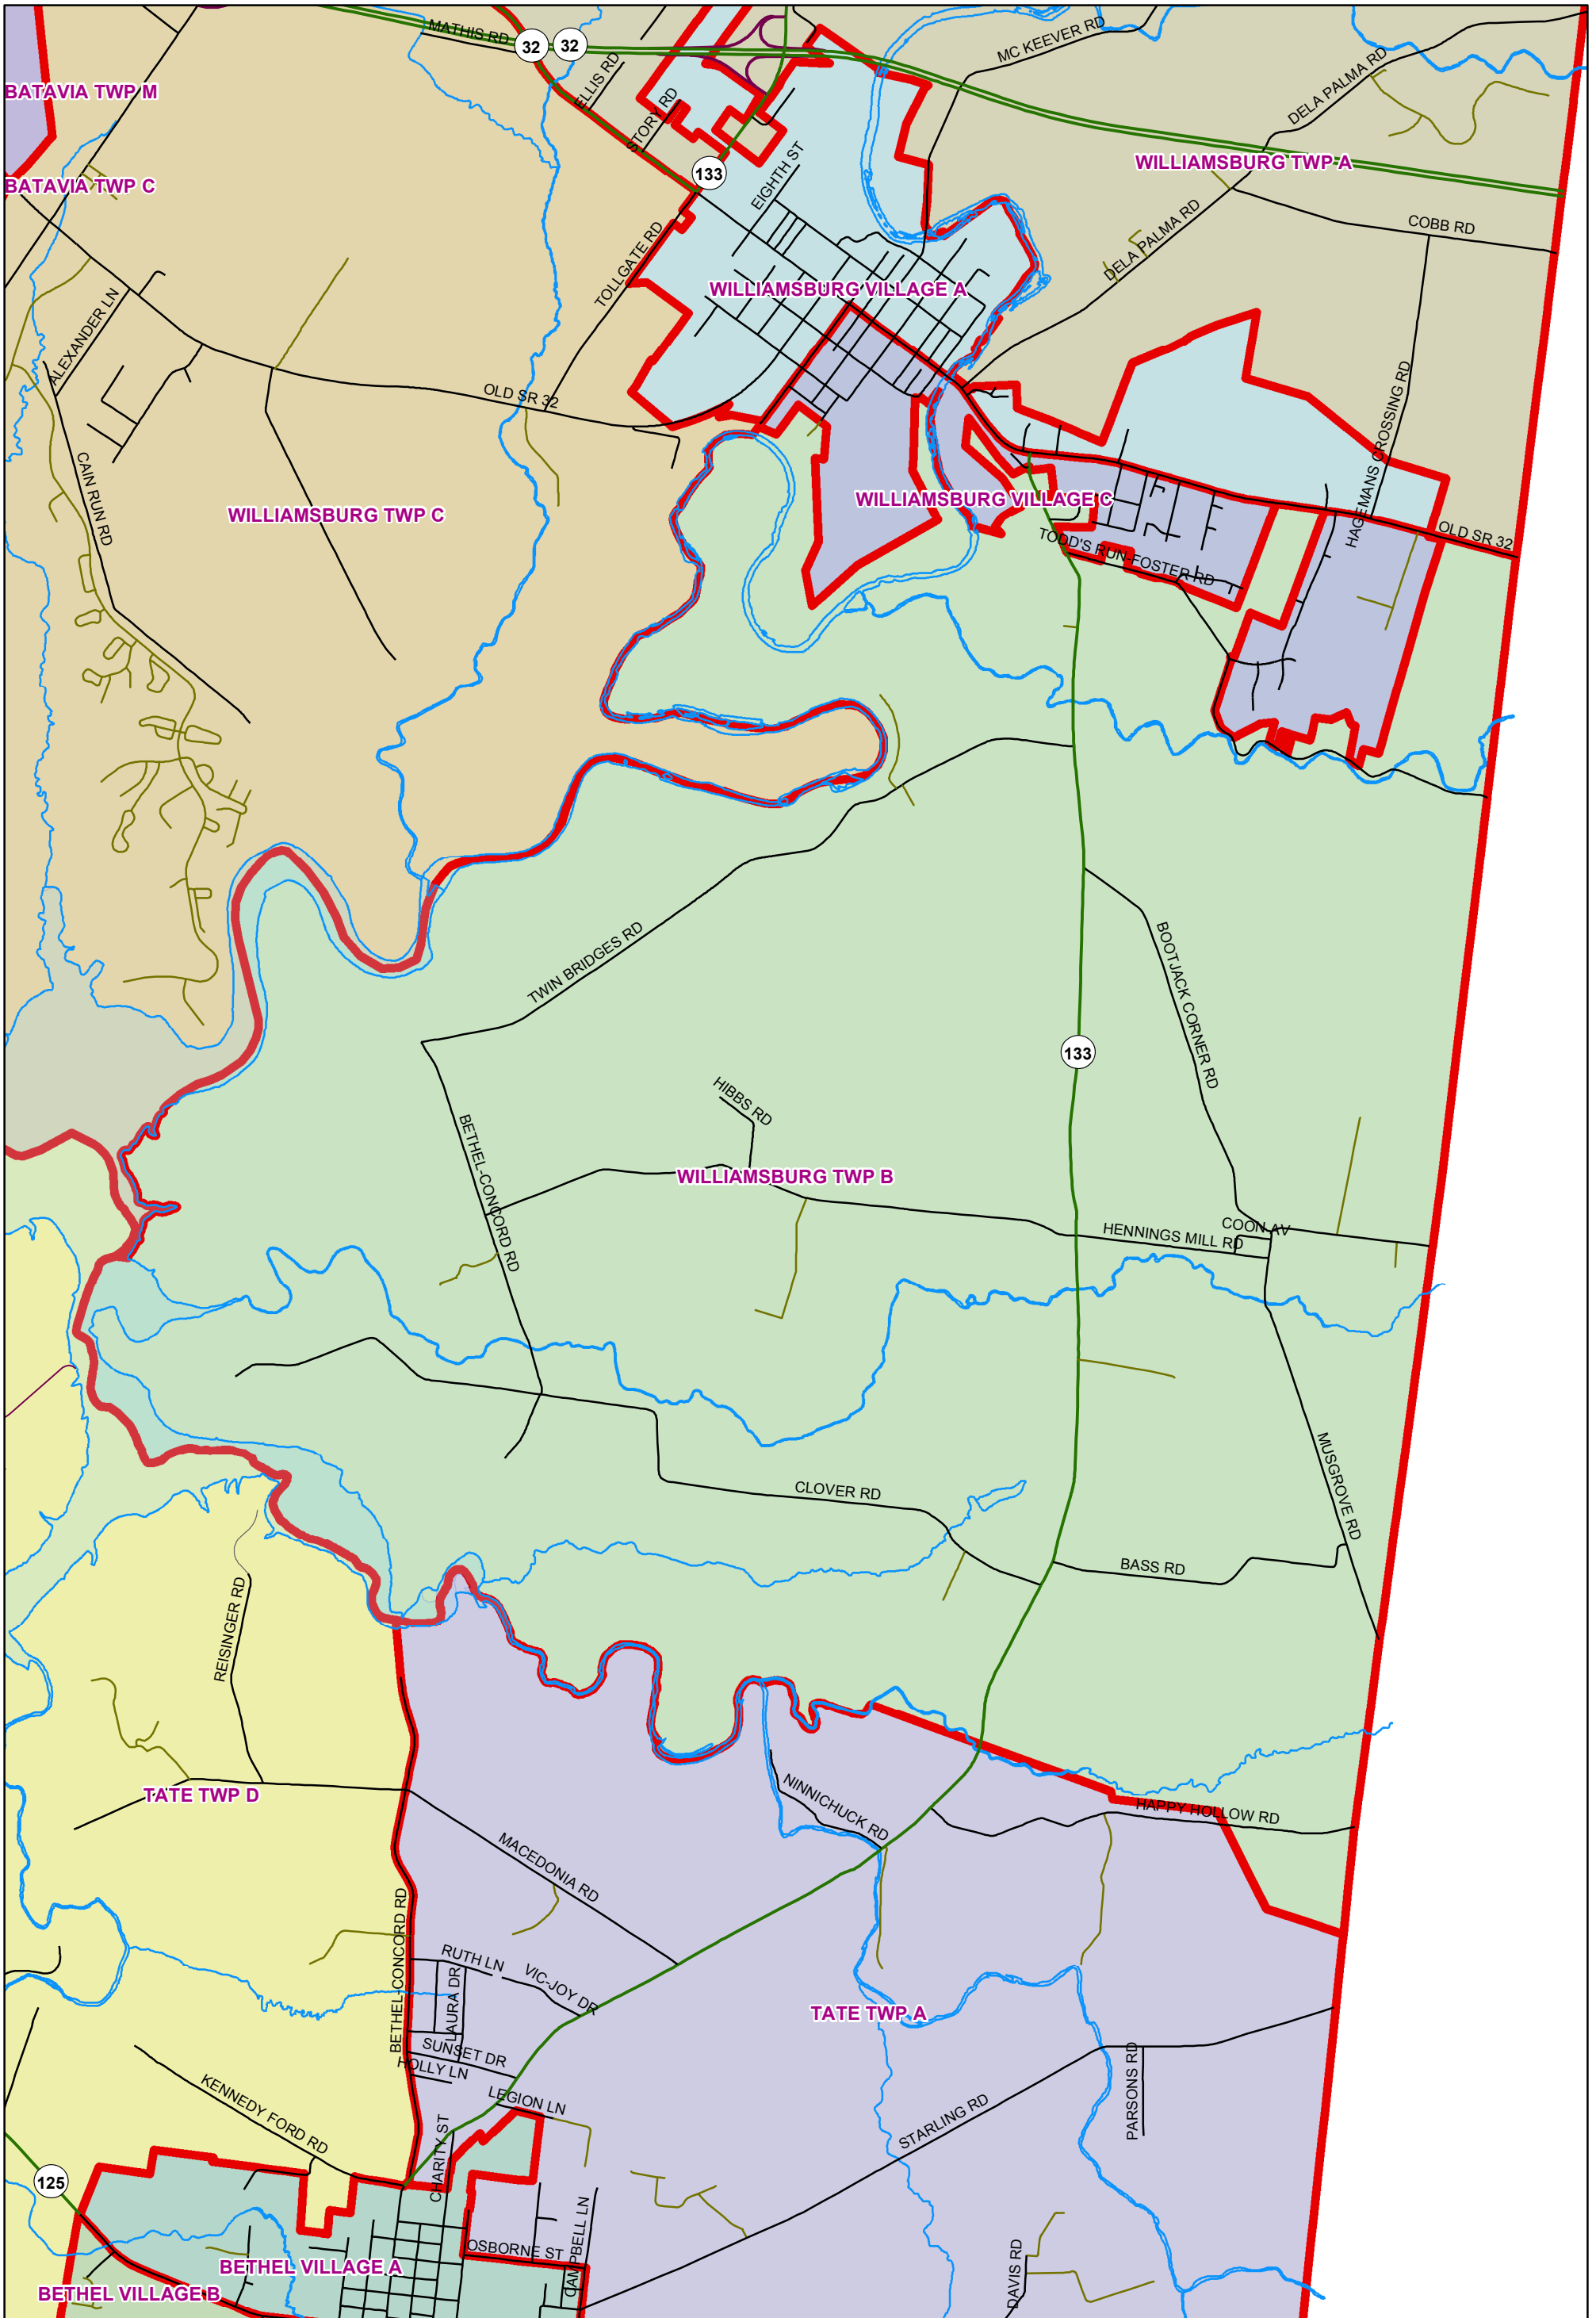 MATHIS RD
32
32
MC KEEVER RD
ELLIS RD
DELA PALMA RD
BATAVIA TWP M
STORY RD
WILLIAMSBURG TWP A
133
BATAVIA TWP C
EIGHTH ST
COBB RD
DELA PALMA RD
TOLLGATE RD
WILLIAMSBURG VILLAGE A
ALEXANDER LN
OLD SR 32
HAGEMANS CROSSING RD
CAIN RUN RD
WILLIAMSBURG TWP C
WILLIAMSBURG VILLAGE C
OLD SR 32
TODD'S RUN-FOSTER RD
TWIN BRIDGES RD
BOOTJACK CORNER RD
133
HIBBS RD
BETHEL-CONCORD RD
WILLIAMSBURG TWP B
COON AV
HENNINGS MILL RD
MUSGROVE RD
CLOVER RD
BASS RD
REISINGER RD
TATE TWP D
NINNICHUCK RD
HAPPY HOLLOW RD
MACEDONIA RD
BETHEL-CONCORD RD
RUTH LN
VIC-JOY DR
LAURA DR
TATE TWP A
SUNSET DR
HOLLY LN
KENNEDY FORD RD
LEGION LN
PARSONS RD
STARLING RD
CHARITY ST
125
CAMPBELL LN
OSBORNE ST
BETHEL VILLAGE A
DAVIS RD
BETHEL VILLAGE B